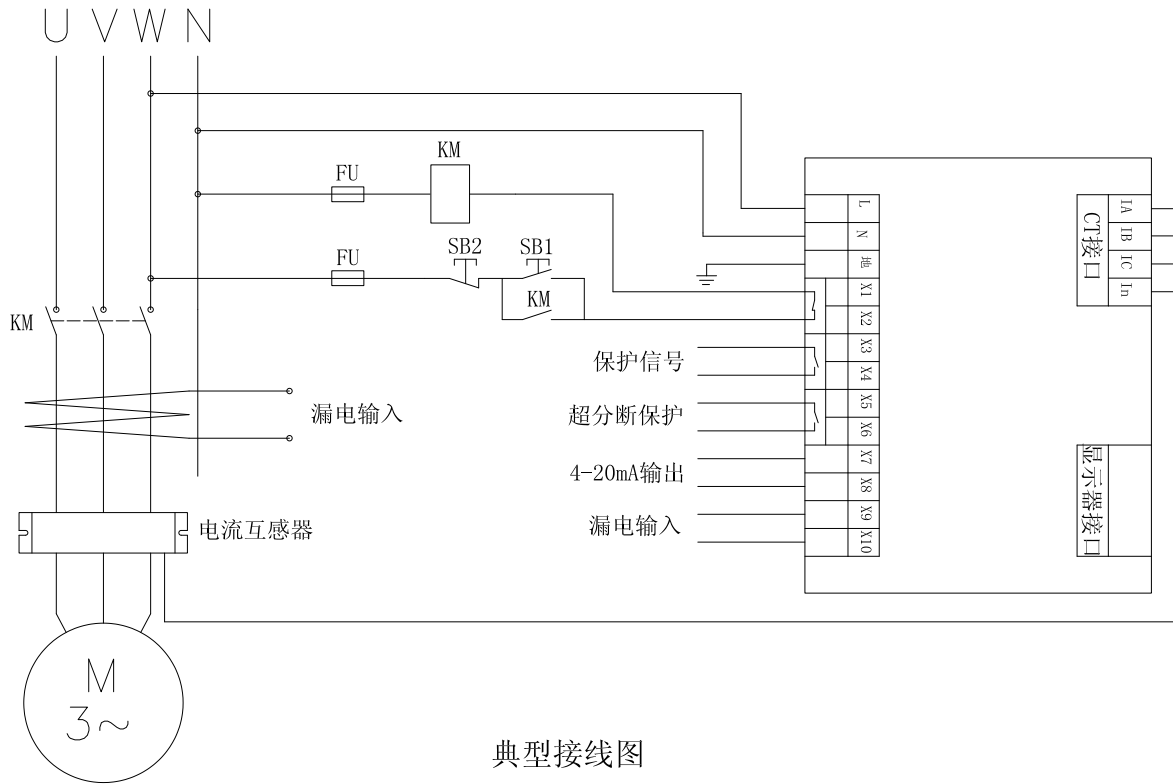 U V W N
KM
FU
SB2 SB1
FU
KM
KM
漏电输入
电流互感器
M
3~
保护信号
超分断保护
4-20mA输出
漏电输入
L
N
地
X1
X2
X3
X4
X5
X6
X7
X8
X9
X10
CT接口
IA
IB
IC
In
显示器接口
典型接线图